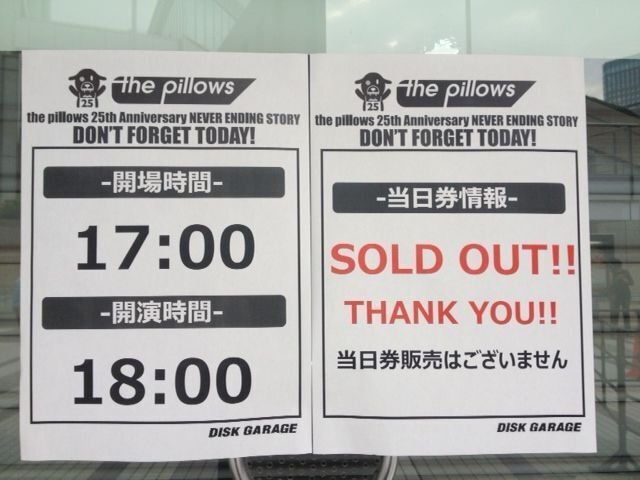 25
the pillows
the pillows 25th Anniversary NEVER ENDING STORY
DON'T FORGET TODAY!
-開場時間-
17:00
-開演時間-
18:00
DISK GARAGE
25
the pillows
the pillows 25th Anniversary NEVER ENDING STORY
DON'T FORGET TODAY!
-当日券情報-
SOLD OUT!!
THANK YOU!!
当日券販売はございません
DISK GARAGE